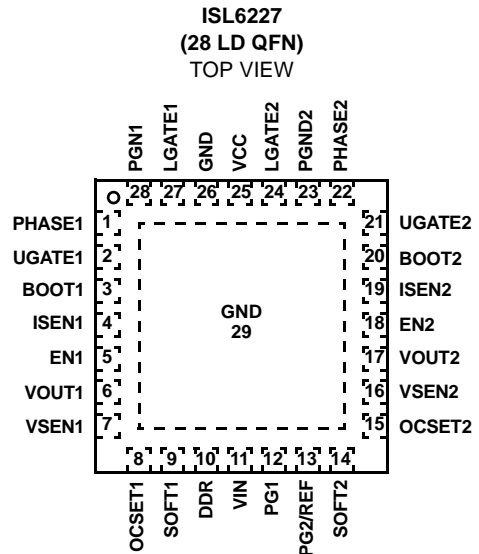 ISL6227
(28 LD QFN)
TOP VIEW
PGN1
LGATE1
GND
VCC
LGATE2
PGND2
PHASE2
28 27 26 25 24 23 22
PHASE1 1
UGATE1 2
BOOT1 3
ISEN1 4
EN1 5
VOUT1 6
VSEN1 7
GND
29
21 UGATE2
20 BOOT2
19 ISEN2
18 EN2
17 VOUT2
16 VSEN2
15 OCSET2
8 9 10 11 12 13 14
OCSET1
SOFT1
DDR
VIN
PG1
PG2/REF
SOFT2